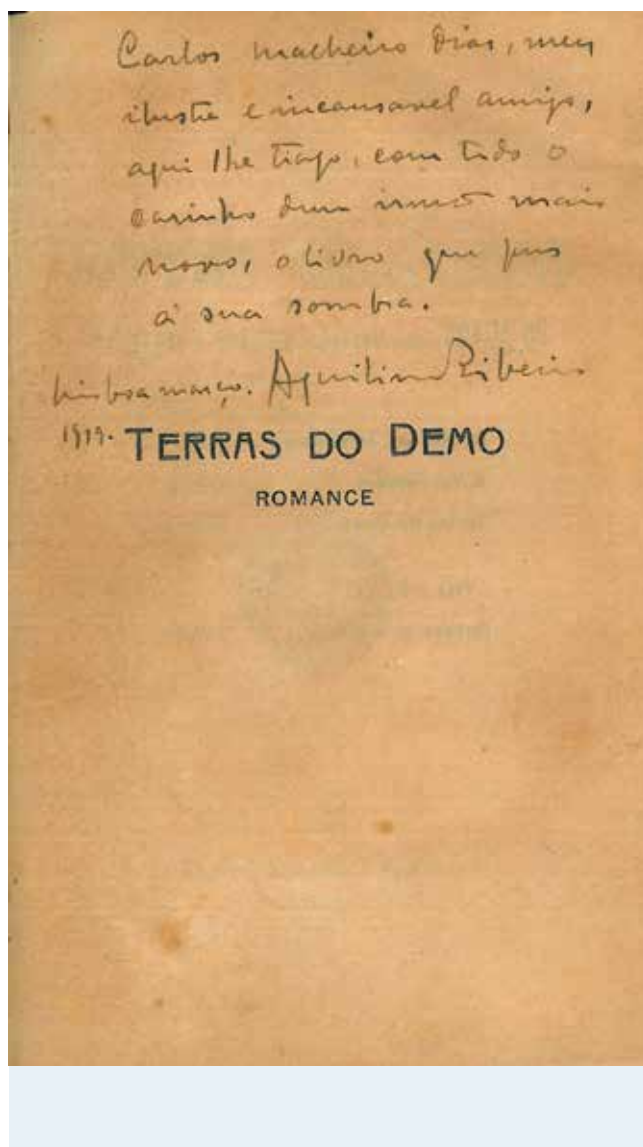 Carlos Malheiro Dias, meu
ilustre e incansavel amigo,
aqui lhe trago, com todo o
carinho dum irmão mais
novo, o livro que pus
à sua sombra.
Lisboa março. Aquilino Ribeiro
1919.
TERRAS DO DEMO
ROMANCE